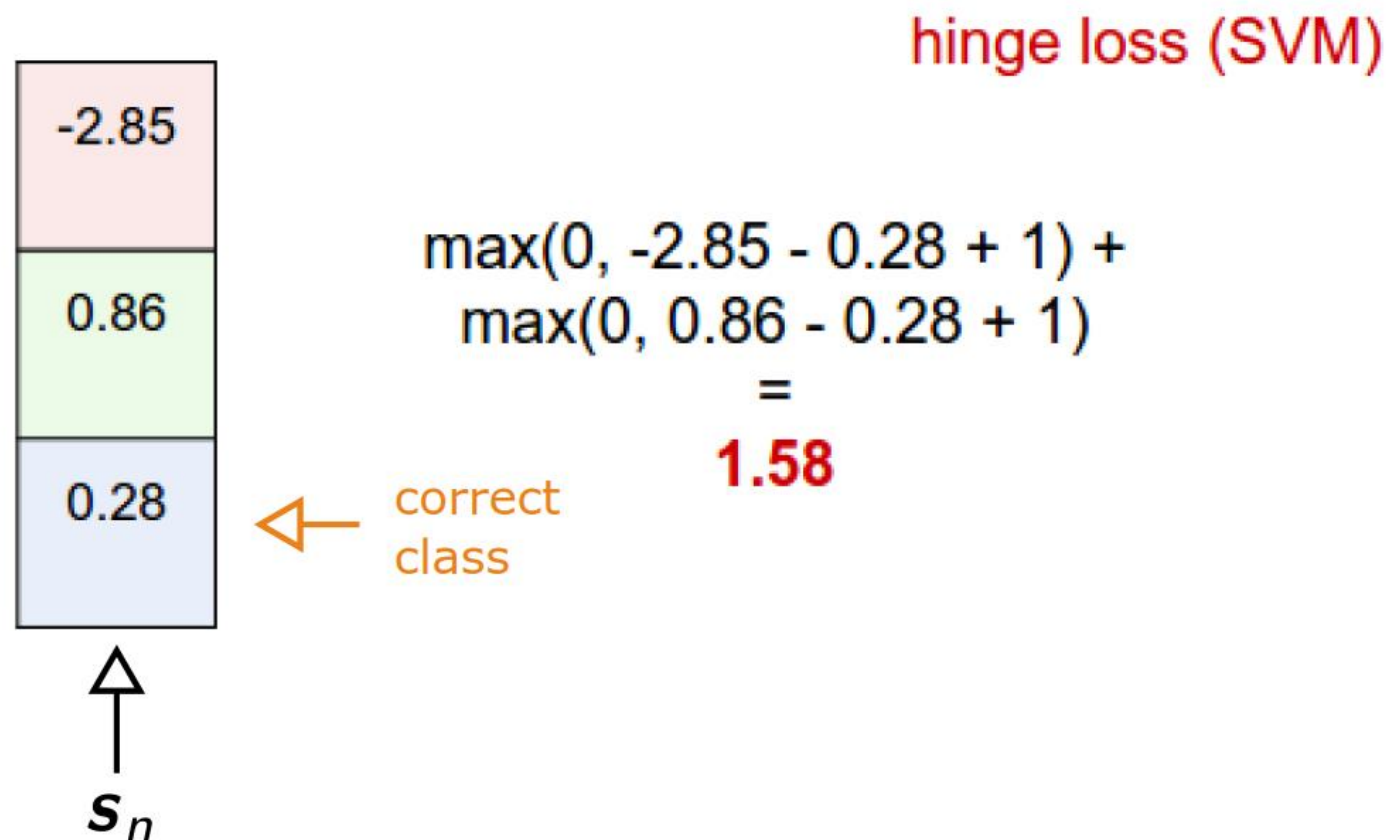 hinge loss (SVM)
-2.85
0.86
0.28
max(0, -2.85 - 0.28 + 1) +
max(0, 0.86 - 0.28 + 1)
=
1.58
correct
class
s_n